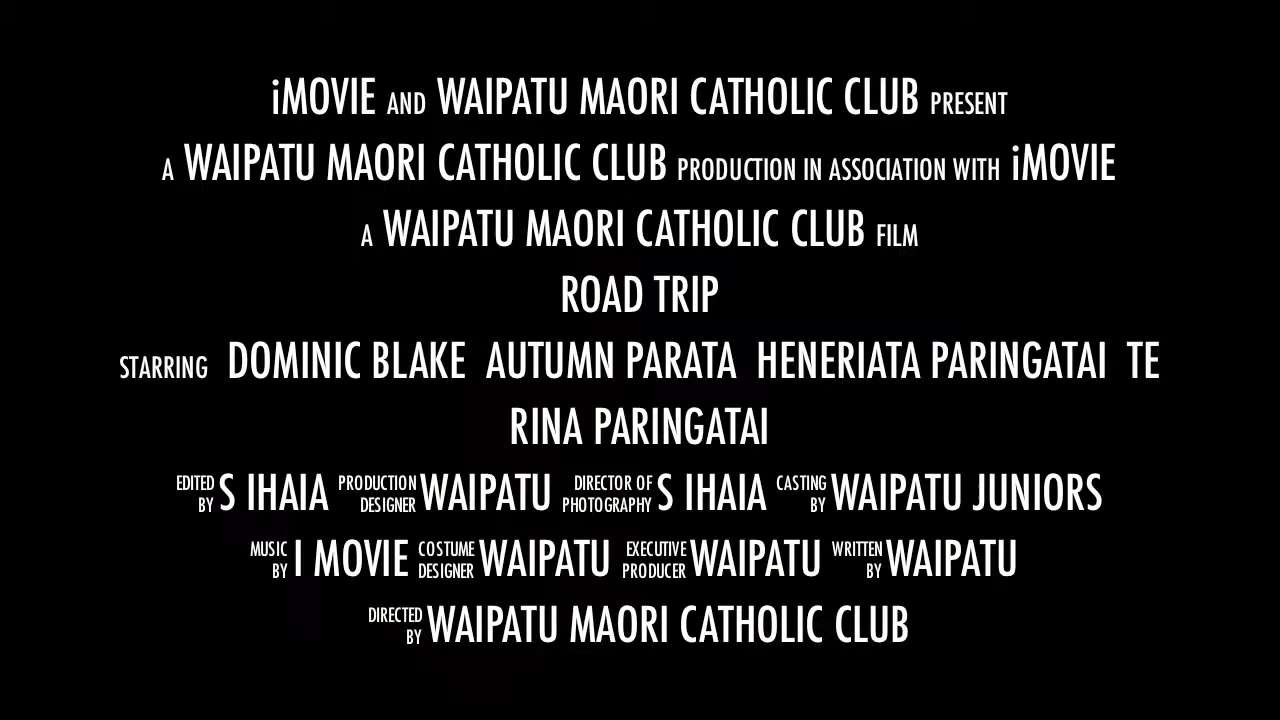 iMOVIE AND WAIPATU MAORI CATHOLIC CLUB PRESENT
A WAIPATU MAORI CATHOLIC CLUB PRODUCTION IN ASSOCIATION WITH iMOVIE
A WAIPATU MAORI CATHOLIC CLUB FILM
ROAD TRIP
STARRING DOMINIC BLAKE AUTUMN PARATA HENERIATA PARINGATAI TE
RINA PARINGATAI
EDITED BY S IHAIA PRODUCTION DESIGNER WAIPATU DIRECTOR OF PHOTOGRAPHY S IHAIA CASTING BY WAIPATU JUNIORS
MUSIC BY I MOVIE COSTUME DESIGNER WAIPATU EXECUTIVE PRODUCER WAIPATU WRITTEN BY WAIPATU
DIRECTED BY WAIPATU MAORI CATHOLIC CLUB